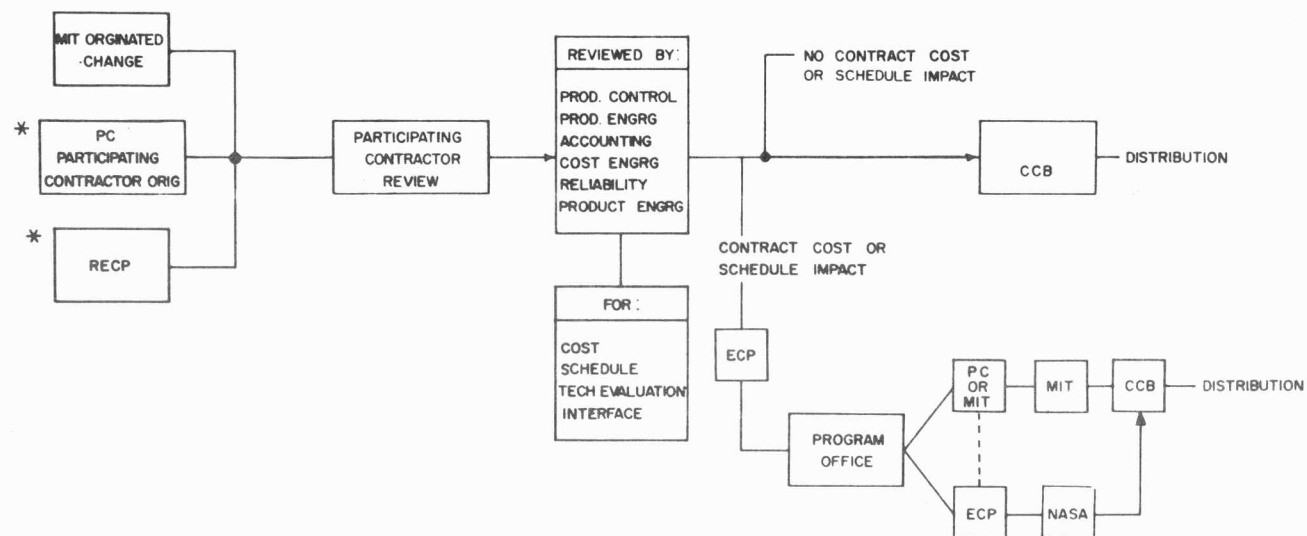 MIT ORGINATED
·CHANGE
*
PC
PARTICIPATING
CONTRACTOR ORIG
*
RECP
PARTICIPATING
CONTRACTOR
REVIEW
REVIEWED BY:
PROD. CONTROL
PROD. ENGRG
ACCOUNTING
COST ENGRG
RELIABILITY
PRODUCT ENGRG
FOR:
COST
SCHEDULE
TECH EVALUATION
INTERFACE
NO CONTRACT COST
OR SCHEDULE IMPACT
CCB
DISTRIBUTION
CONTRACT COST OR
SCHEDULE IMPACT
ECP
PROGRAM
OFFICE
PC
OR
MIT
MIT
CCB
DISTRIBUTION
ECP
NASA